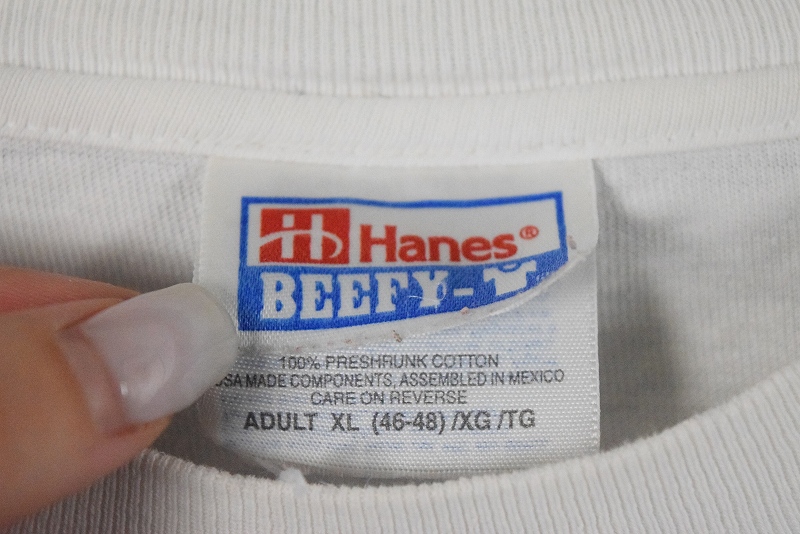 Hanes®
BEEFY-T
100% PRESHRUNK COTTON
USA MADE COMPONENTS, ASSEMBLED IN MEXICO
CARE ON REVERSE
ADULT XL (46-48) /XG /TG